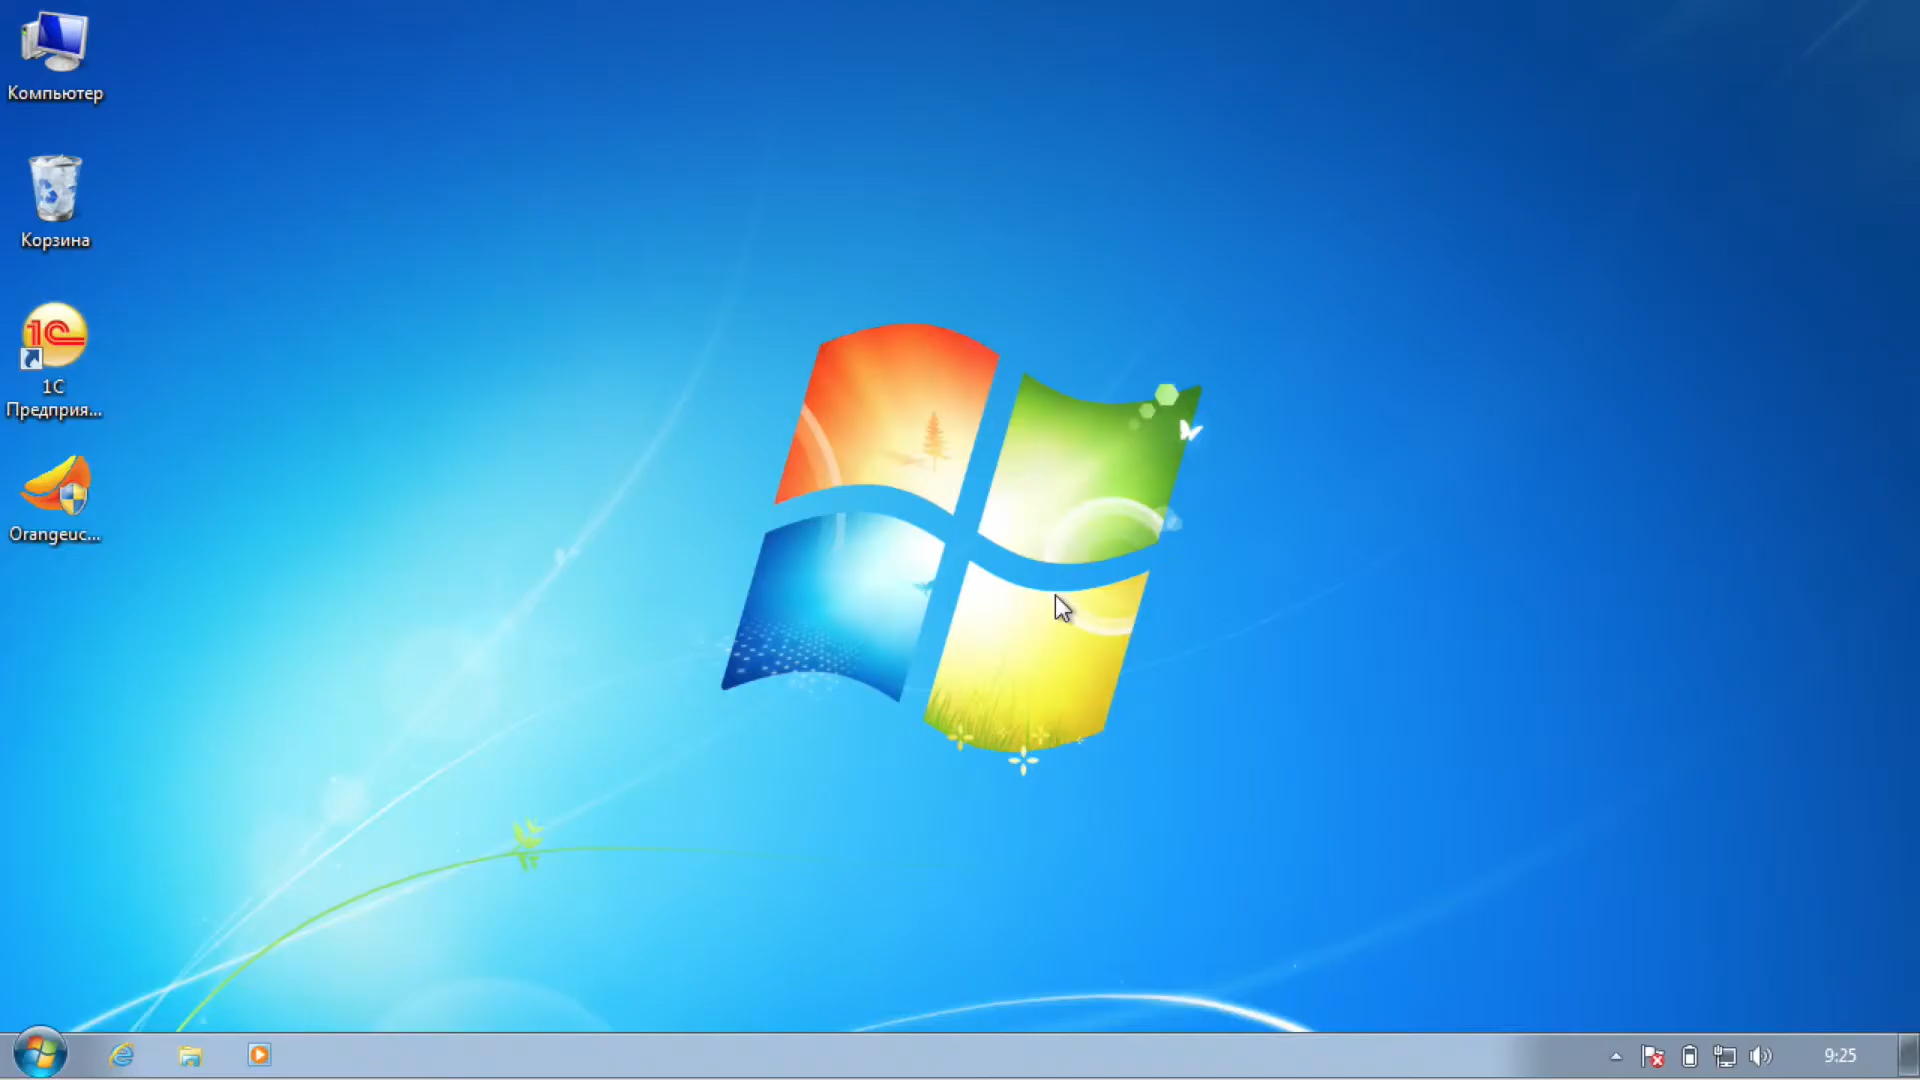 Компьютер
Корзина
1С
Предприя...
Orangeuc...
9:25